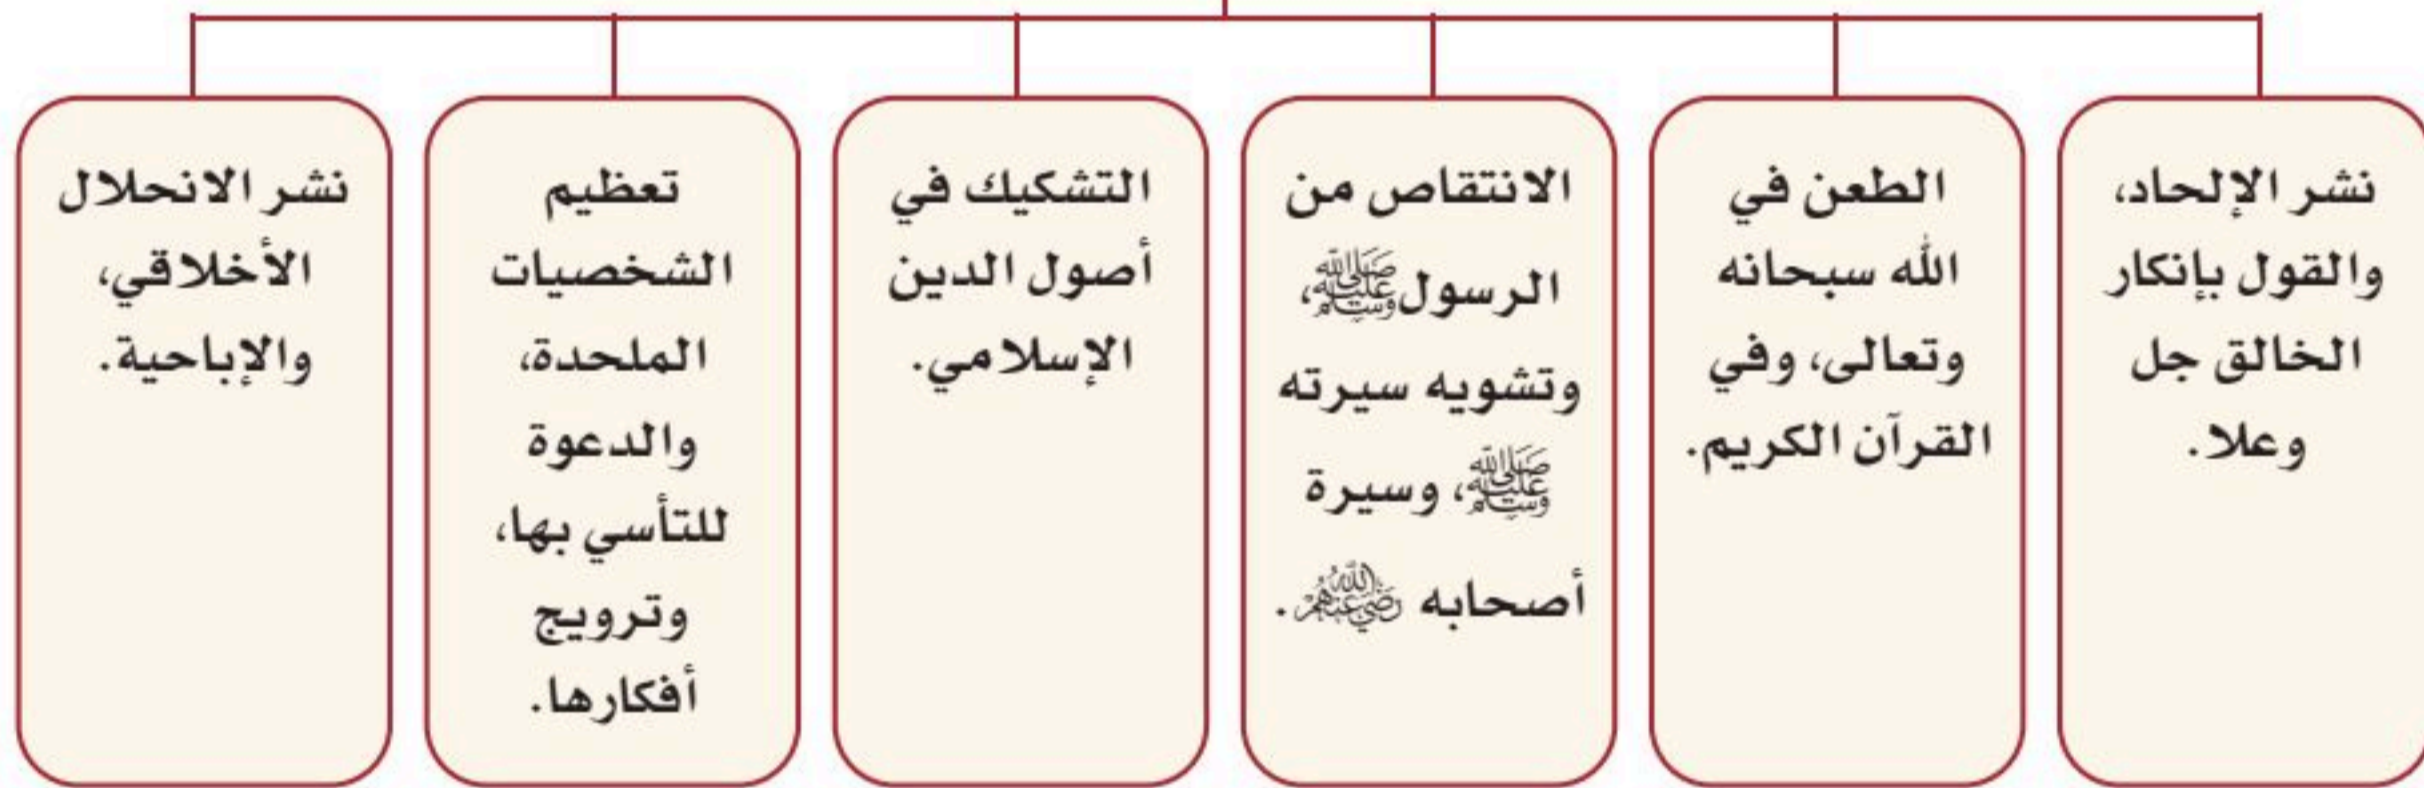 نشر الإلحاد،
والقول بإنكار
الخالق جل
وعلا.
الطعن في
الله سبحانه
وتعالى، وفي
القرآن الكريم.
الانتقاص من
الرسول ﷺ،
وتشويه سيرته
ﷺ، وسيرة
أصحابه رضي الله عنهم.
التشكيك في
أصول الدين
الإسلامي.
تعظيم
الشخصيات
الملحدة،
والدعوة
للتأسي بها،
وترويج
أفكارها.
نشر الانحلال
الأخلاقي،
والإباحية.